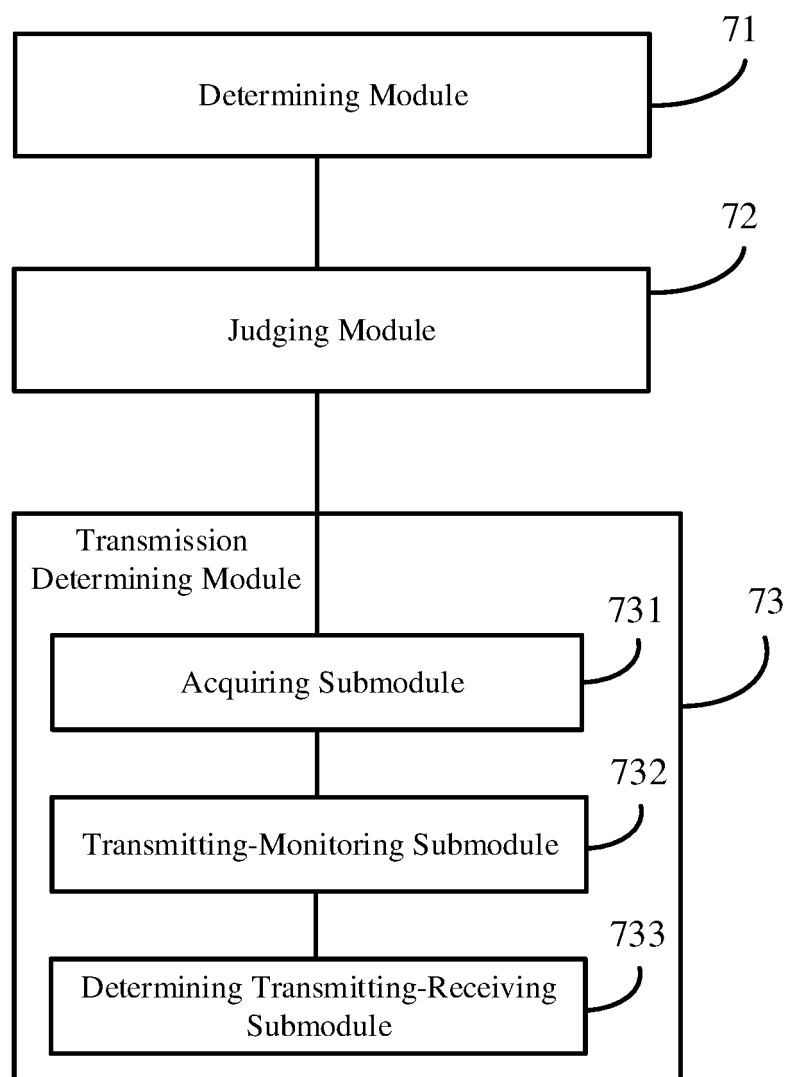 71
Determining Module
72
Judging Module
Transmission
Determining Module
731
73
Acquiring Submodule
732
Transmitting-Monitoring Submodule
733
Determining Transmitting-Receiving
Submodule